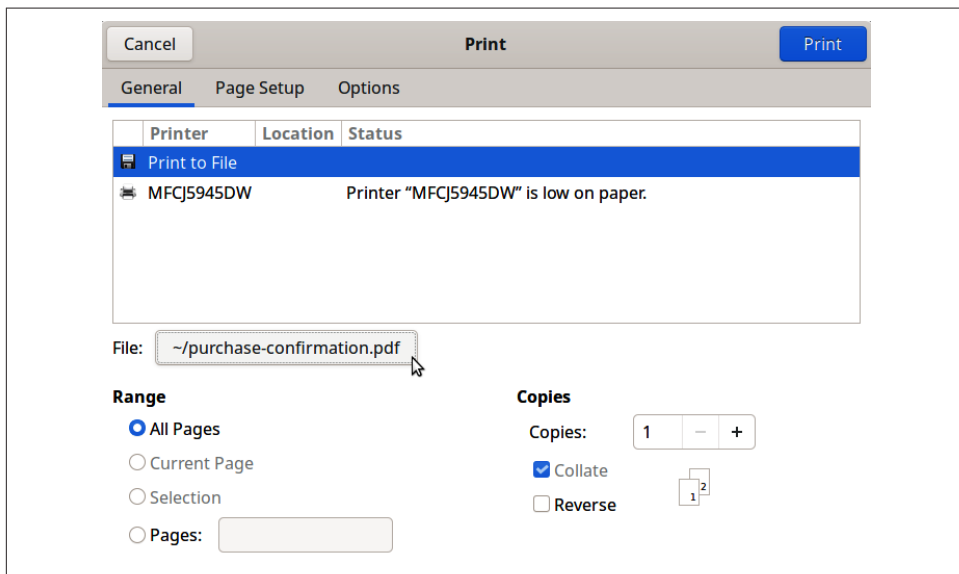 Cancel Print Print
General Page Setup Options
Printer Location Status
Print to File
MFCJ5945DW Printer “MFCJ5945DW” is low on paper.
File: ~/purchase-confirmation.pdf
Range Copies
All Pages Copies: 1 − +
Current Page Collate
Selection Reverse
1 2
Pages: